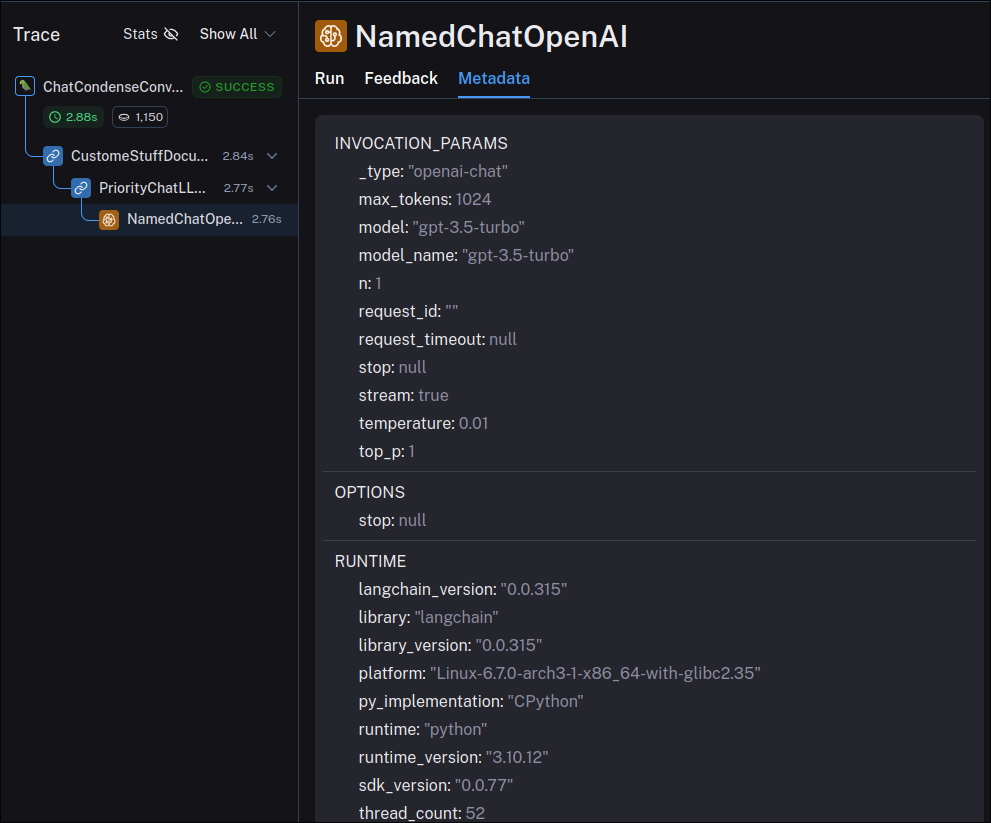 Trace
Stats
Show All
ChatCondenseConv...
SUCCESS
2.88s
1,150
CustomeStuffDocu...
2.84s
PriorityChatLL...
2.77s
NamedChatOpe...
2.76s
NamedChatOpenAI
Run Feedback Metadata
INVOCATION_PARAMS
_type: "openai-chat"
max_tokens: 1024
model: "gpt-3.5-turbo"
model_name: "gpt-3.5-turbo"
n: 1
request_id: ""
request_timeout: null
stop: null
stream: true
temperature: 0.01
top_p: 1
OPTIONS
stop: null
RUNTIME
langchain_version: "0.0.315"
library: "langchain"
library_version: "0.0.315"
platform: "Linux-6.7.0-arch3-1-x86_64-with-glibc2.35"
py_implementation: "CPython"
runtime: "python"
runtime_version: "3.10.12"
sdk_version: "0.0.77"
thread_count: 52